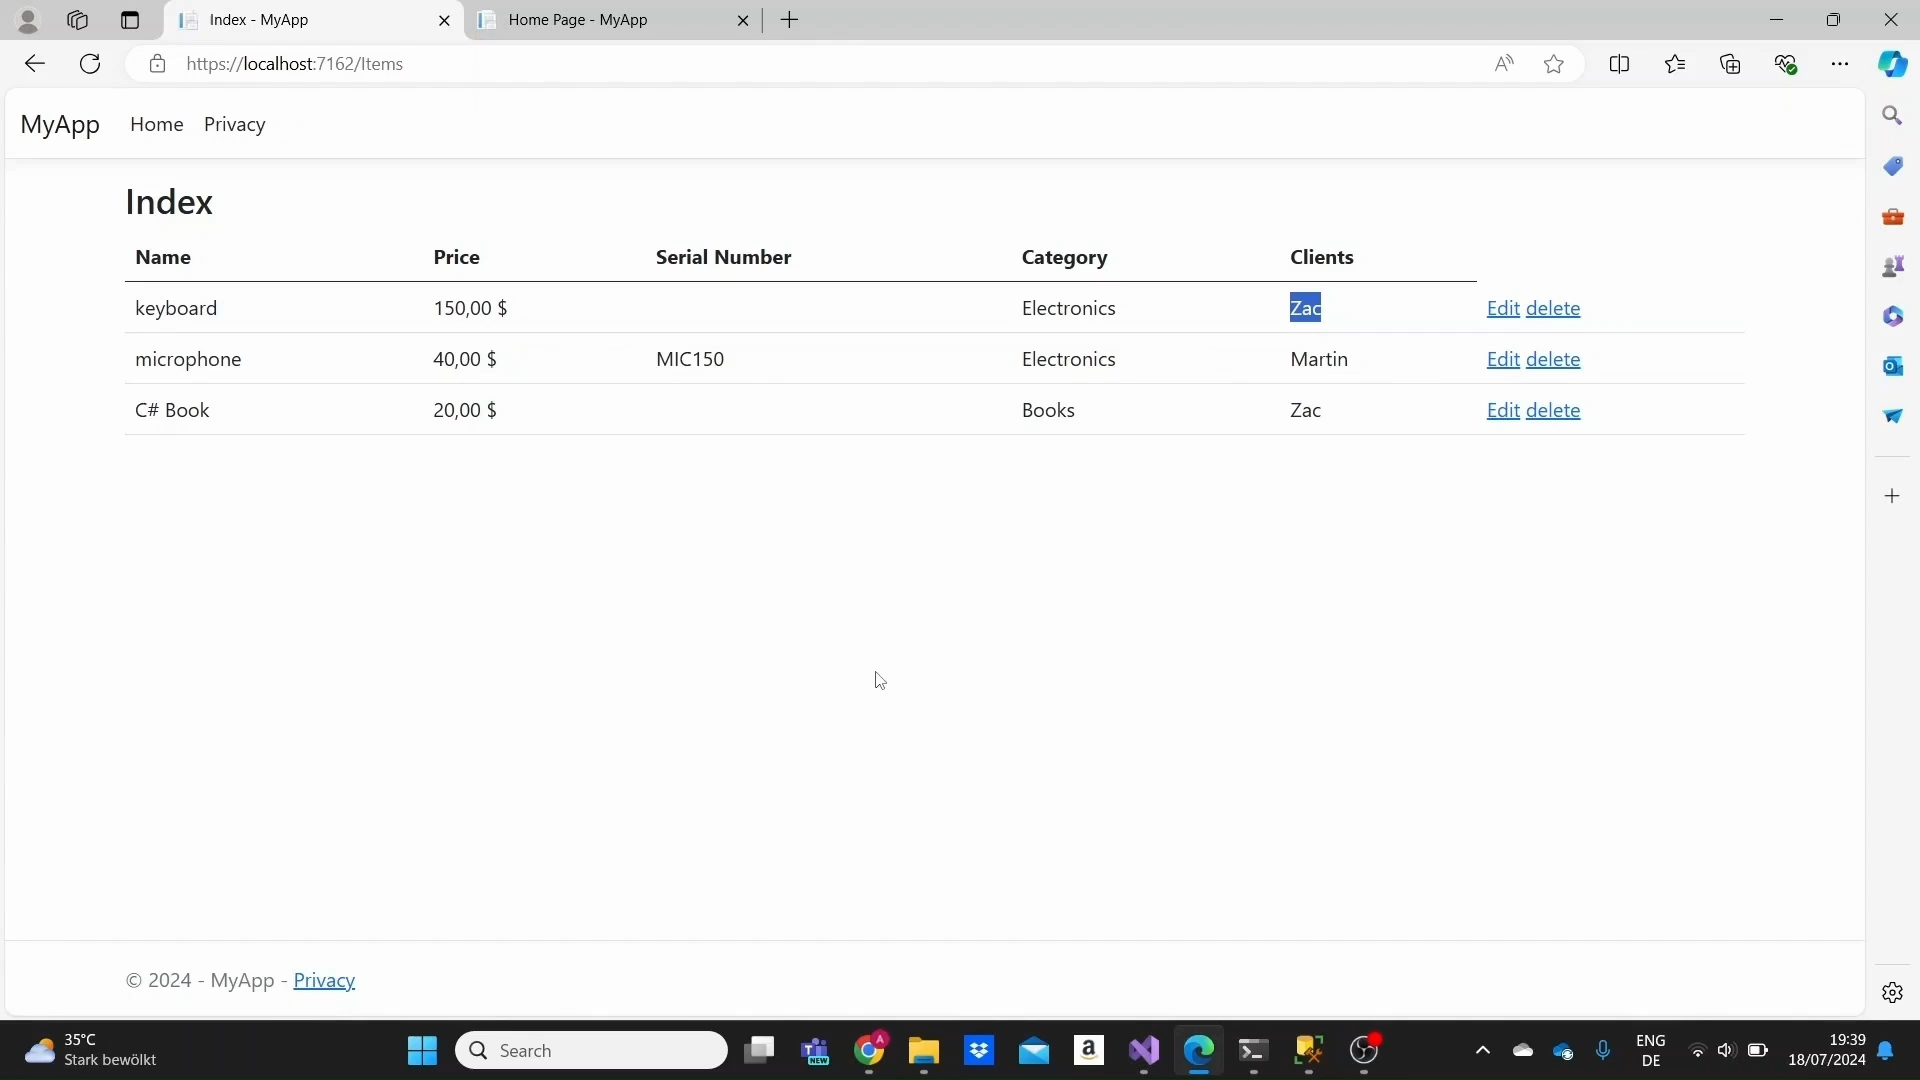 Index - MyApp
Home Page - MyApp
https://localhost:7162/Items
MyApp Home Privacy
Index
Name Price Serial Number Category Clients
keyboard 150,00 $ Electronics Zac Edit delete
microphone 40,00 $ MIC150 Electronics Martin Edit delete
C# Book 20,00 $ Books Zac Edit delete
© 2024 - MyApp - Privacy
35°C
Stark bewölkt
Search
NEW
A
ENG
DE
19:39
18/07/2024